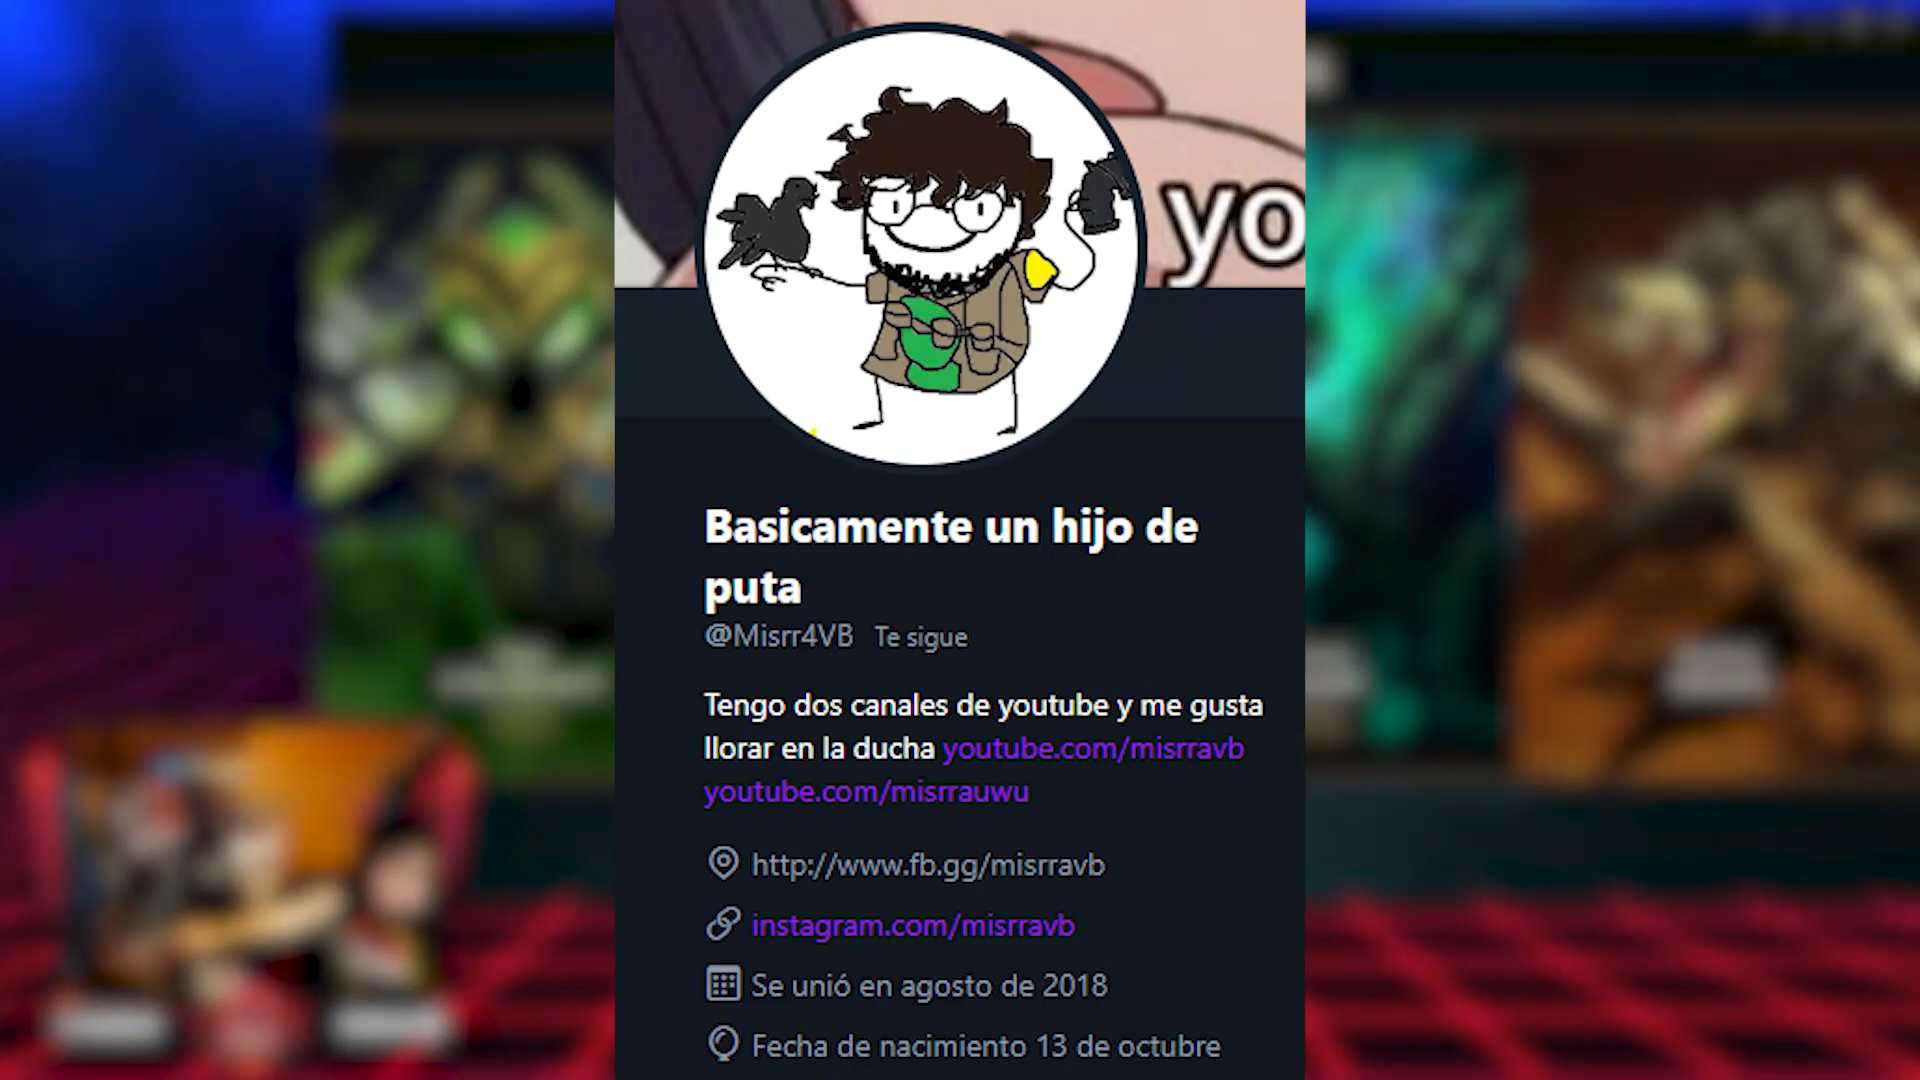 yo
Basicamente un hijo de
puta
@Misrr4VB Te sigue
Tengo dos canales de youtube y me gusta
llorar en la ducha youtube.com/misrravb
youtube.com/misrrauwu
http://www.fb.gg/misrravb
instagram.com/misrravb
Se unió en agosto de 2018
Fecha de nacimiento 13 de octubre